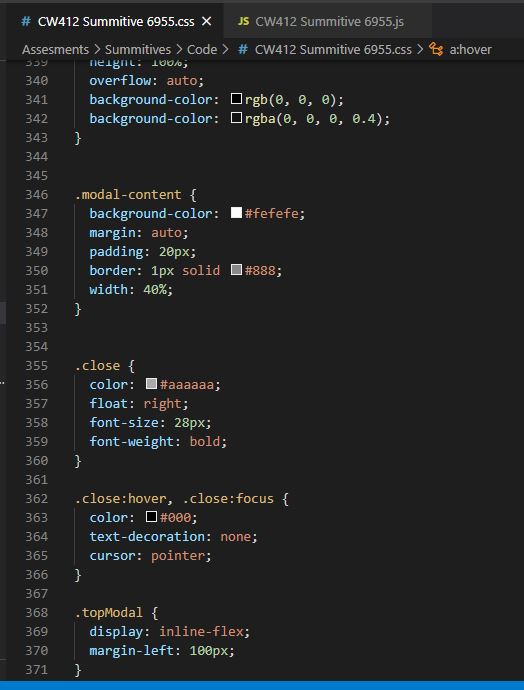 # CW412 Summitive 6955.css × JS CW412 Summitive 6955.js
Assesments > Summitives > Code > # CW412 Summitive 6955.css > a:hover
339 height: 100%;
340 overflow: auto;
341 background-color: rgb(0, 0, 0);
342 background-color: rgba(0, 0, 0, 0.4);
343 }
344
345
346 .modal-content {
347 background-color: #fefefe;
348 margin: auto;
349 padding: 20px;
350 border: 1px solid #888;
351 width: 40%;
352 }
353
354
355 .close {
356 color: #aaaaaa;
357 float: right;
358 font-size: 28px;
359 font-weight: bold;
360 }
361
362 .close:hover, .close:focus {
363 color: #000;
364 text-decoration: none;
365 cursor: pointer;
366 }
367
368 .topModal {
369 display: inline-flex;
370 margin-left: 100px;
371 }